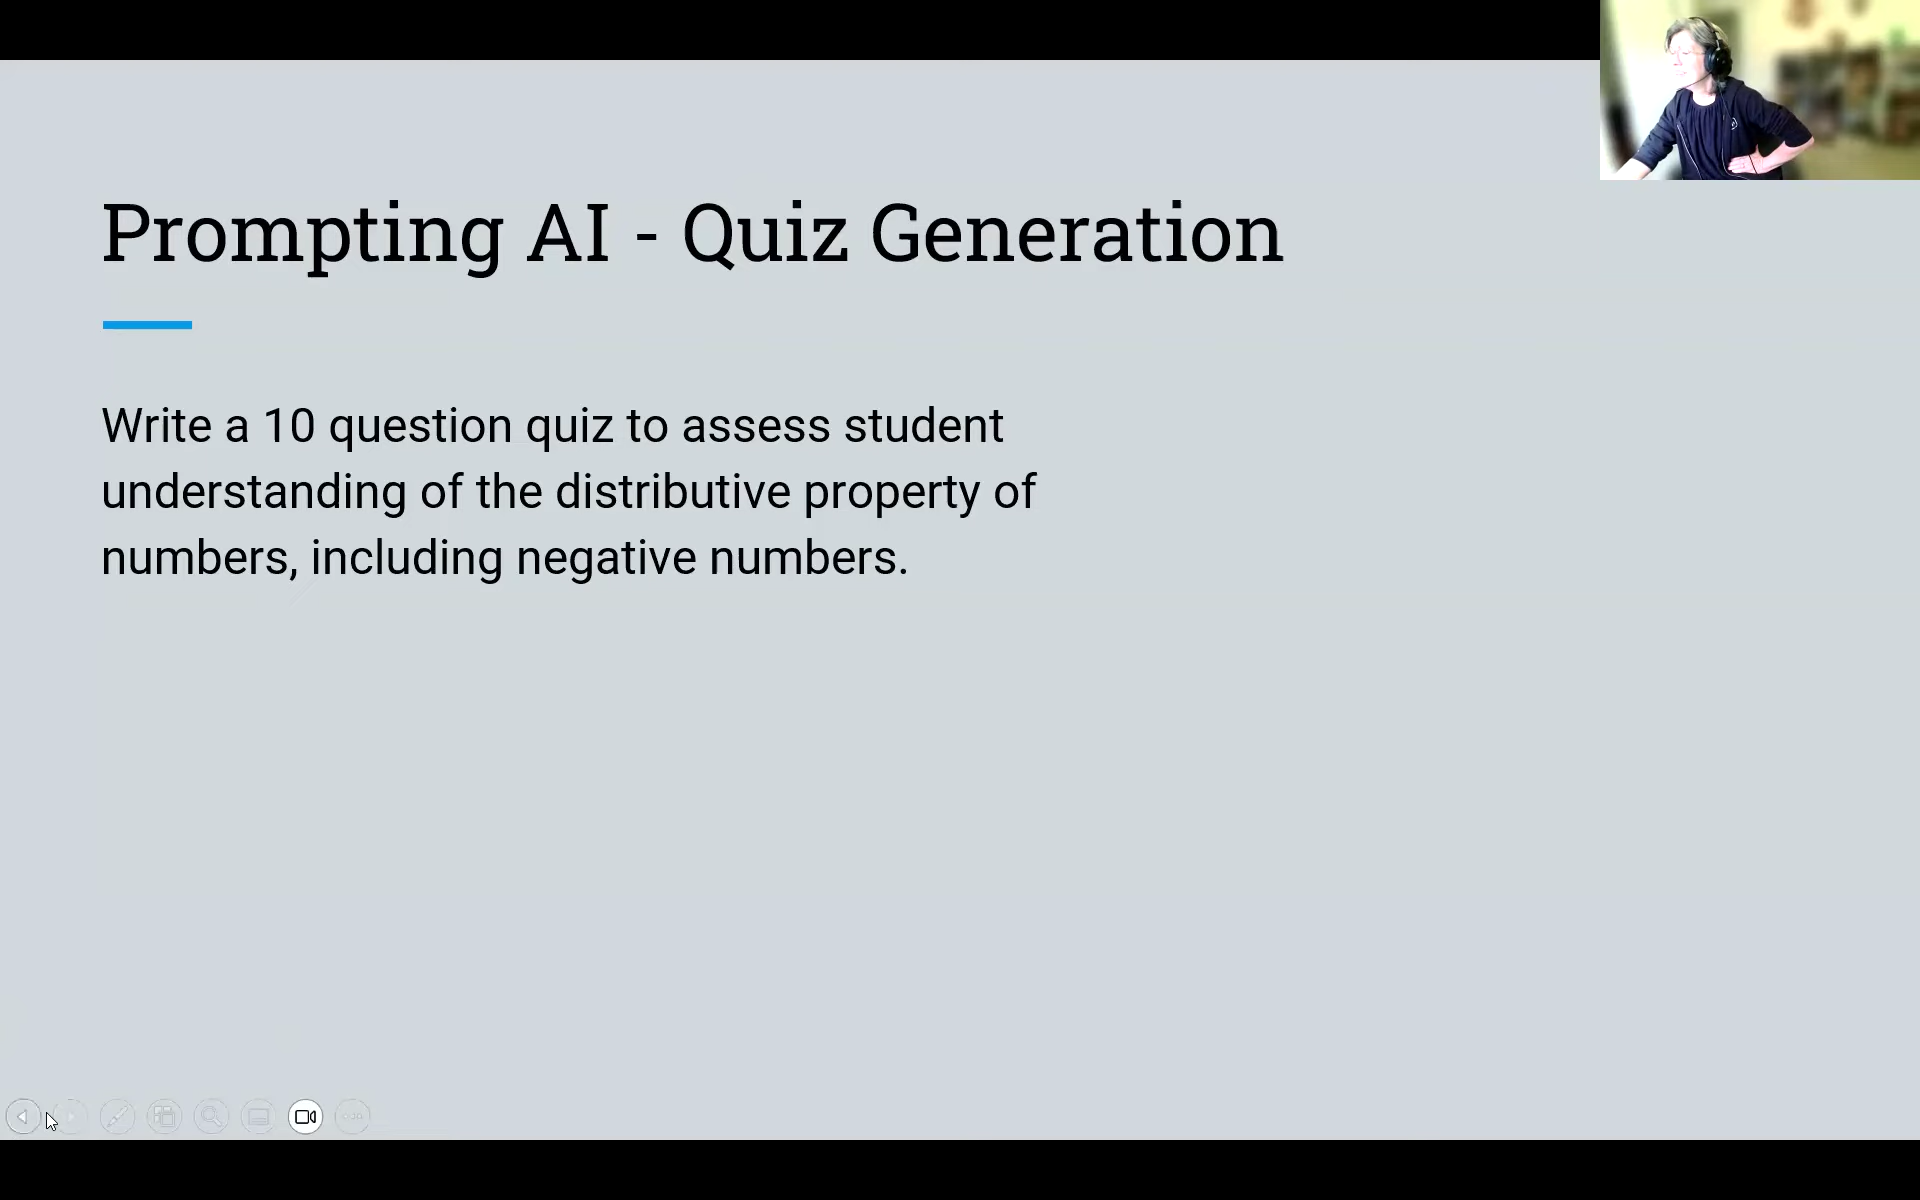 Prompting AI - Quiz Generation
Write a 10 question quiz to assess student
understanding of the distributive property of
numbers, including negative numbers.